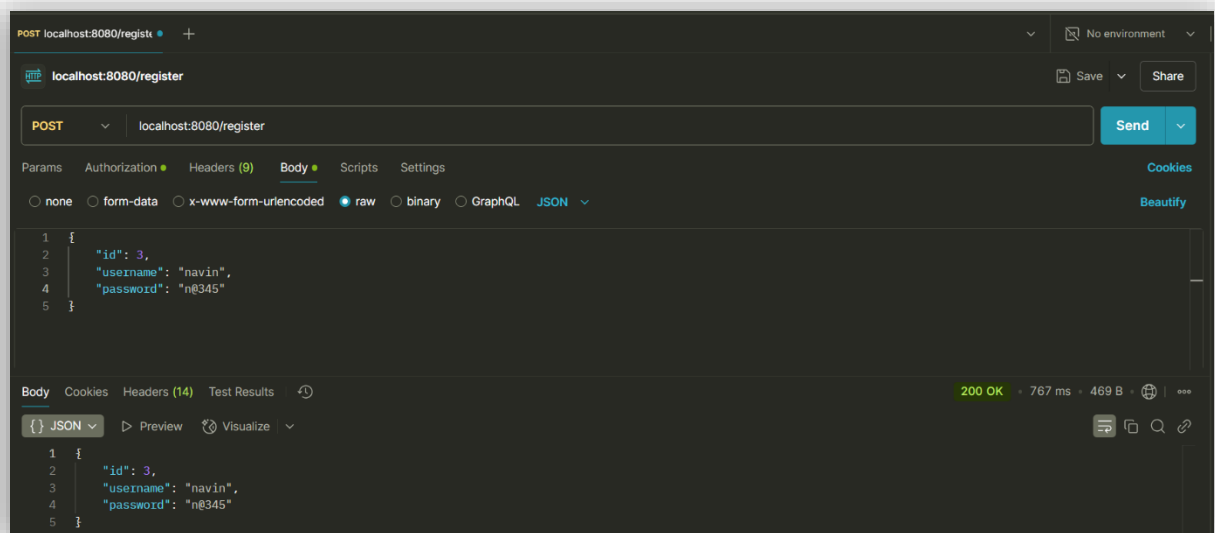 POST localhost:8080/registe
No environment
HTTP localhost:8080/register
Save
Share
POST
localhost:8080/register
Send
Params Authorization Headers (9) Body Scripts Settings
Cookies
none form-data x-www-form-urlencoded raw binary GraphQL JSON
Beautify
1 {
2 "id": 3,
3 "username": "navin",
4 "password": "n@345"
5 }
Body Cookies Headers (14) Test Results
200 OK • 767 ms • 469 B
{} JSON Preview Visualize
1 {
2 "id": 3,
3 "username": "navin",
4 "password": "n@345"
5 }